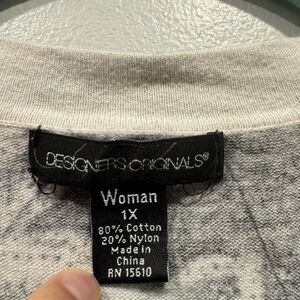 DESIGNERS ORIGINALS®
Woman
1X
80% Cotton
20% Nylon
Made in
China
RN 15610